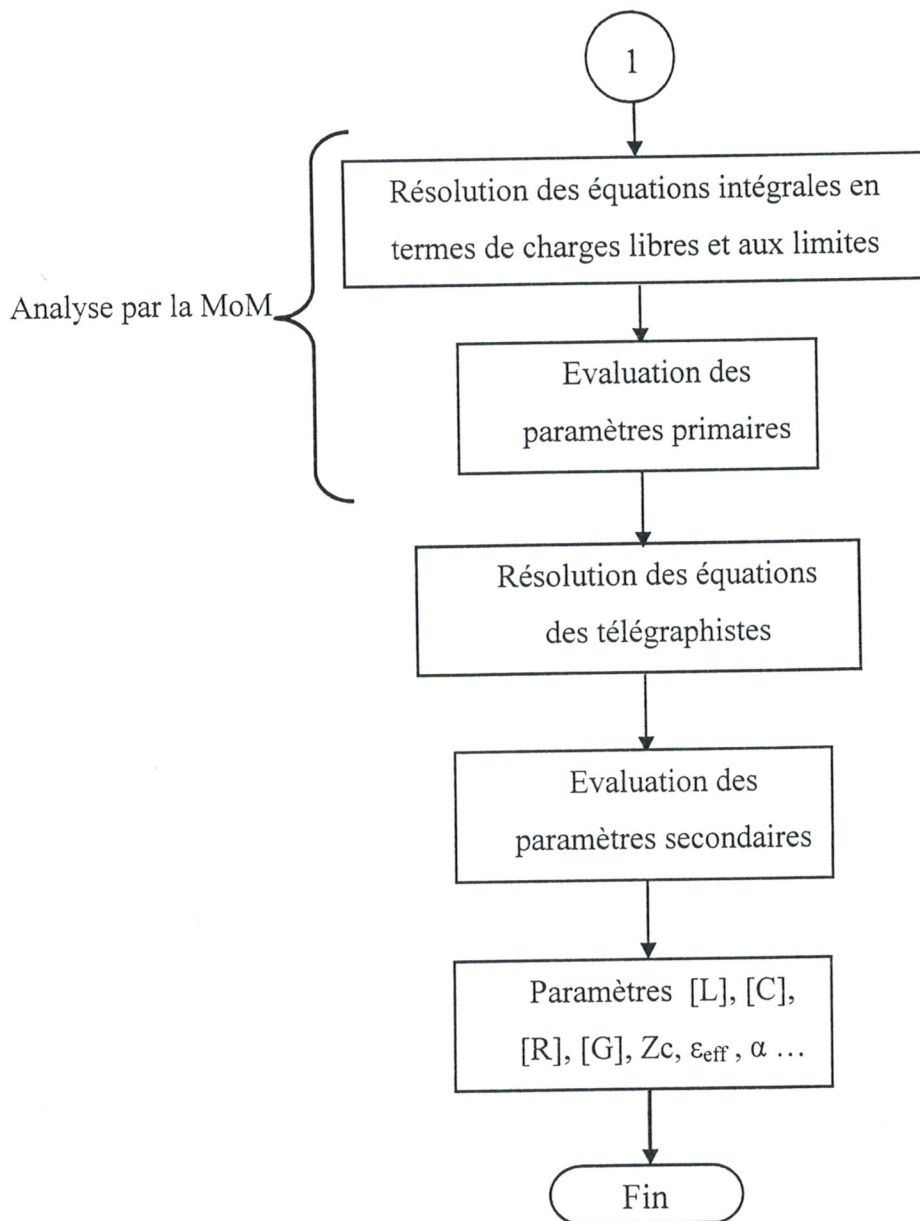 1
Résolution des équations intégrales en
termes de charges libres et aux limites
Analyse par la MoM
Evaluation des
paramètres primaires
Résolution des équations
des télégraphistes
Evaluation des
paramètres secondaires
Paramètres [L], [C],
[R], [G], Zc, εeff , α ...
Fin